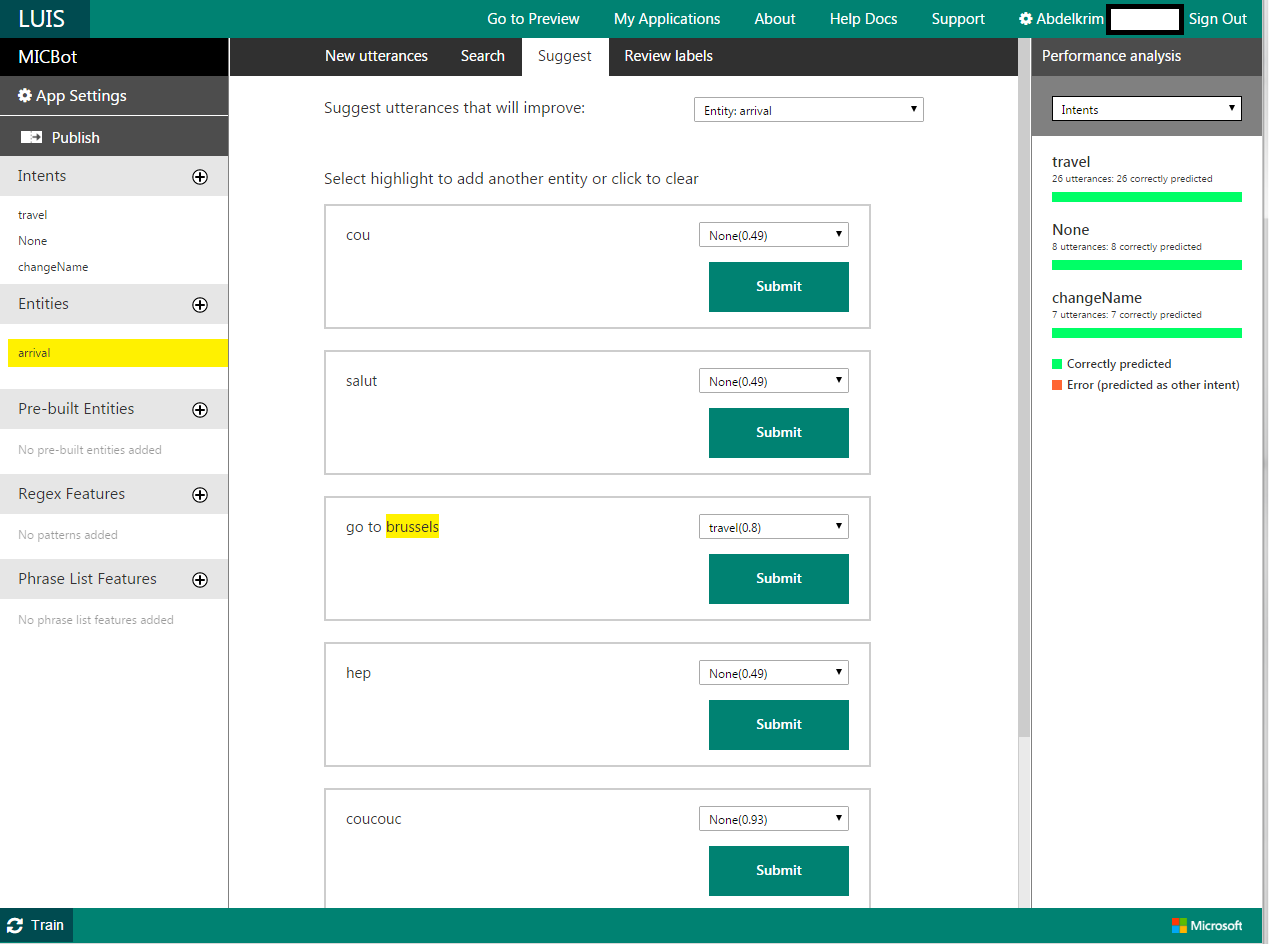 LUIS
Go to Preview My Applications About Help Docs Support Abdelkrim Sign Out
MICBot
App Settings
Publish
Intents
travel
None
changeName
Entities
arrival
Pre-built Entities
No pre-built entities added
Regex Features
No patterns added
Phrase List Features
No phrase list features added
New utterances Search Suggest Review labels
Suggest utterances that will improve: Entity: arrival
Select highlight to add another entity or click to clear
cou None(0.49)
Submit
salut None(0.49)
Submit
go to brussels travel(0.8)
Submit
hep None(0.49)
Submit
coucouc None(0.93)
Submit
Performance analysis
Intents
travel
26 utterances: 26 correctly predicted
None
8 utterances: 8 correctly predicted
changeName
7 utterances: 7 correctly predicted
Correctly predicted
Error (predicted as other intent)
Train
Microsoft